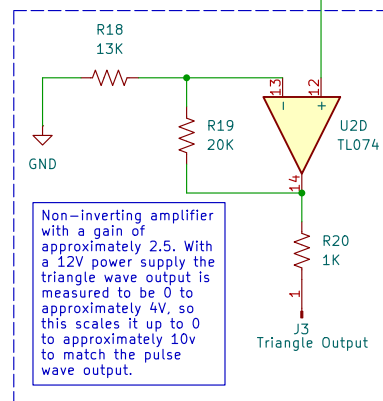 R18
13K
13
12
−
+
U2D
TL074
R19
20K
GND
14
Non-inverting amplifier
with a gain of
approximately 2.5. With
a 12V power supply the
triangle wave output is
measured to be 0 to
approximately 4V, so
this scales it up to 0
to approximately 10v
to match the pulse
wave output.
R20
1K
1
J3
Triangle Output